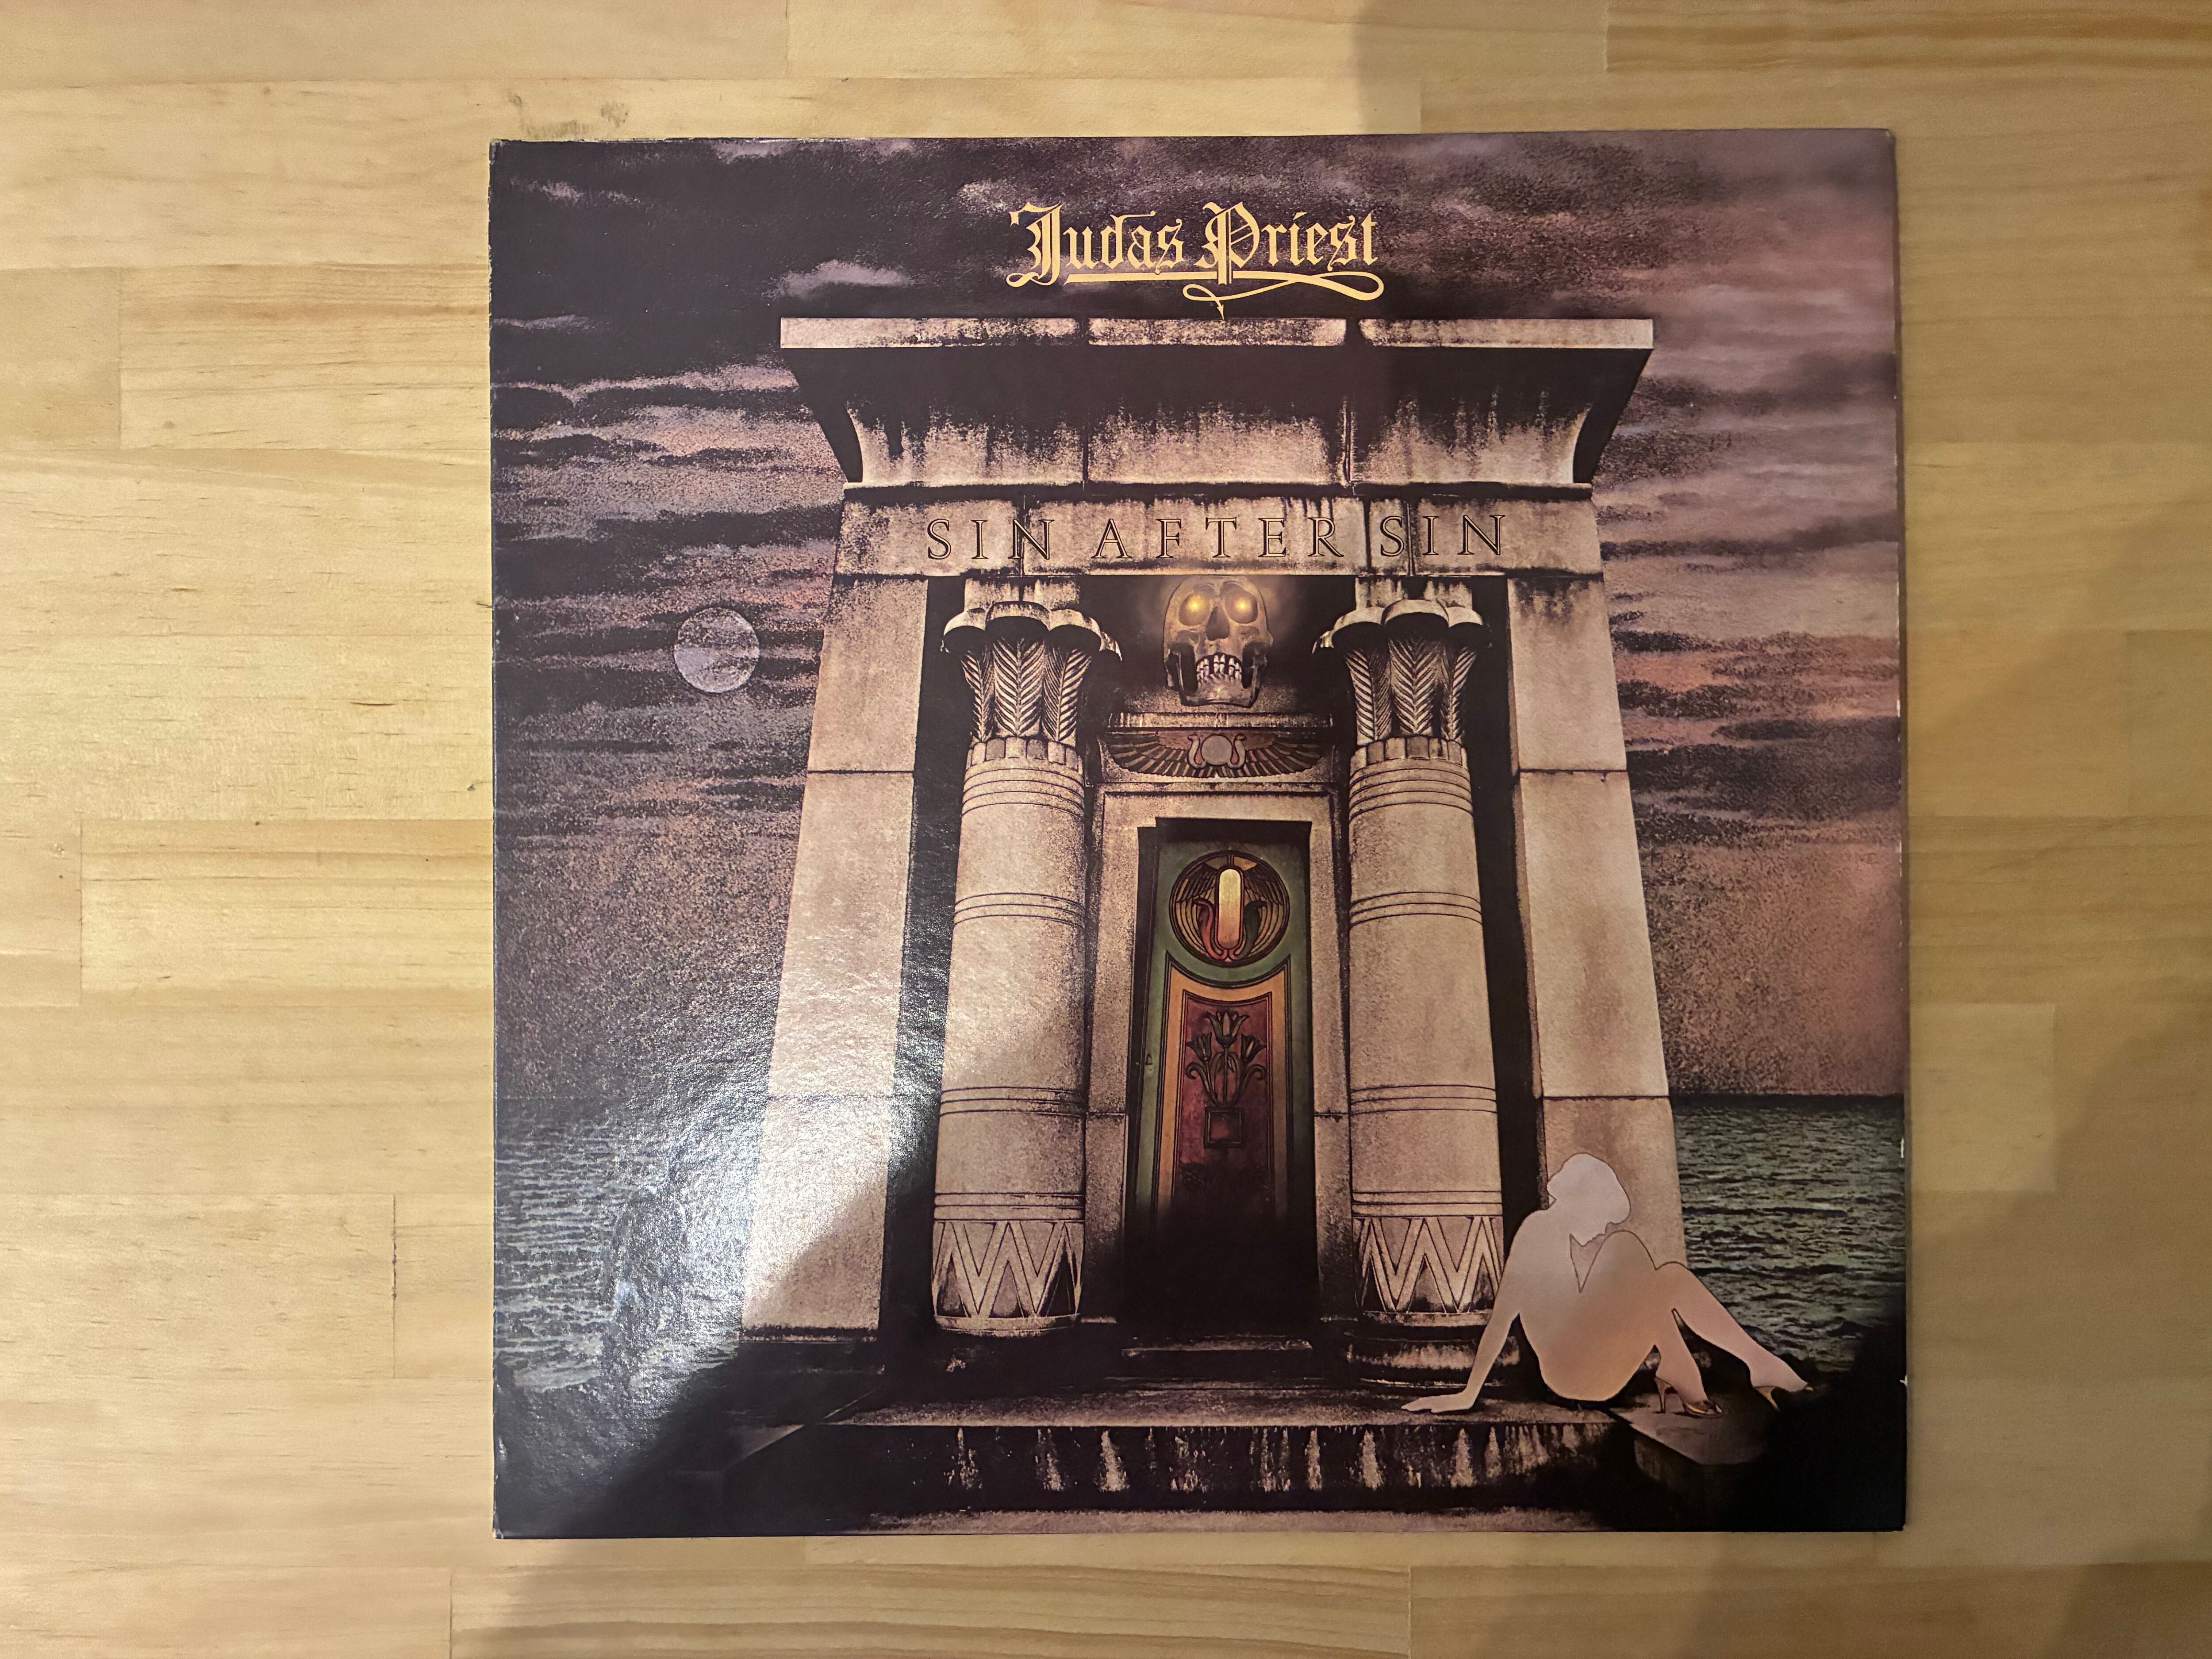 Judas Priest
SIN AFTER SIN